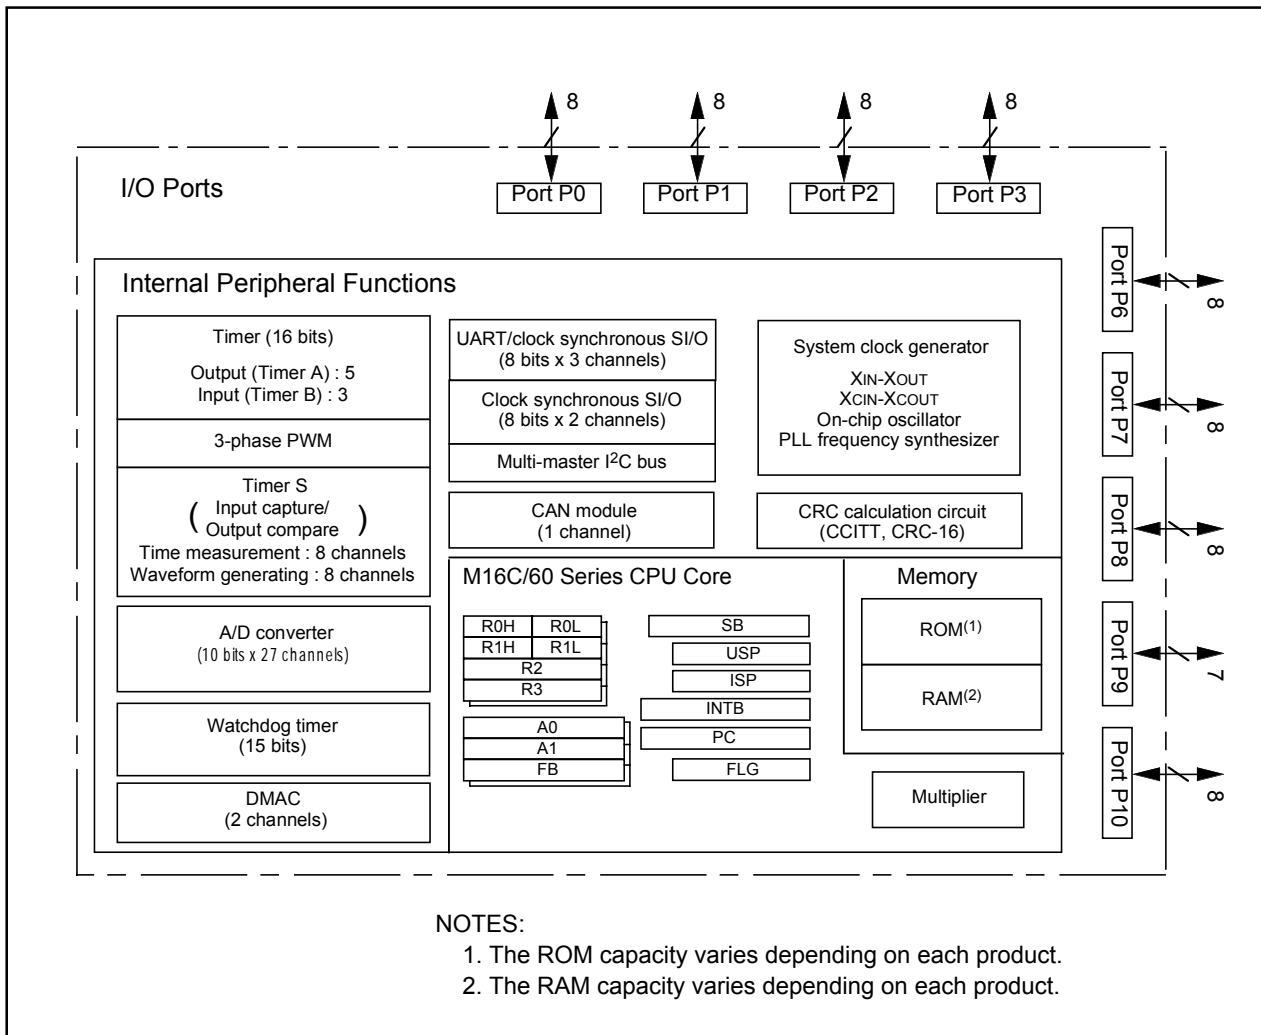 8
8
8
8
I/O Ports
Port P0
Port P1
Port P2
Port P3
Port P6
8
Port P7
8
Port P8
8
Port P9
7
Port P10
8
Internal Peripheral Functions
Timer (16 bits)
Output (Timer A) : 5
Input (Timer B) : 3
3-phase PWM
Timer S
( Input capture/
Output compare )
Time measurement : 8 channels
Waveform generating : 8 channels
A/D converter
(10 bits x 27 channels)
Watchdog timer
(15 bits)
DMAC
(2 channels)
UART/clock synchronous SI/O
(8 bits x 3 channels)
Clock synchronous SI/O
(8 bits x 2 channels)
Multi-master I2C bus
CAN module
(1 channel)
System clock generator
XIN-XOUT
XCIN-XCOUT
On-chip oscillator
PLL frequency synthesizer
CRC calculation circuit
(CCITT, CRC-16)
M16C/60 Series CPU Core
R0H
R0L
R1H
R1L
R2
R3
A0
A1
FB
SB
USP
ISP
INTB
PC
FLG
Memory
ROM(1)
RAM(2)
Multiplier
NOTES:
1. The ROM capacity varies depending on each product.
2. The RAM capacity varies depending on each product.